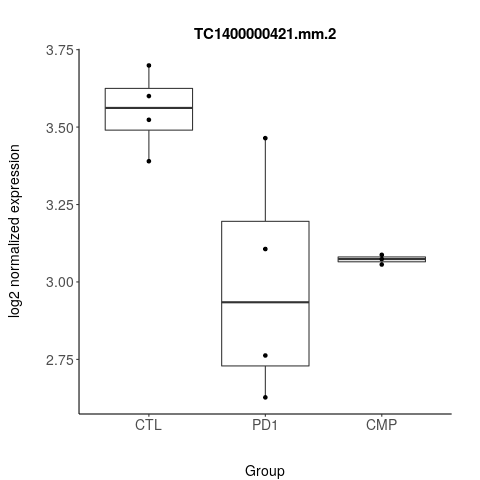 TC1400000421.mm.2
3.75
3.50
3.25
3.00
2.75
log2 normalized expression
CTL PD1 CMP
Group